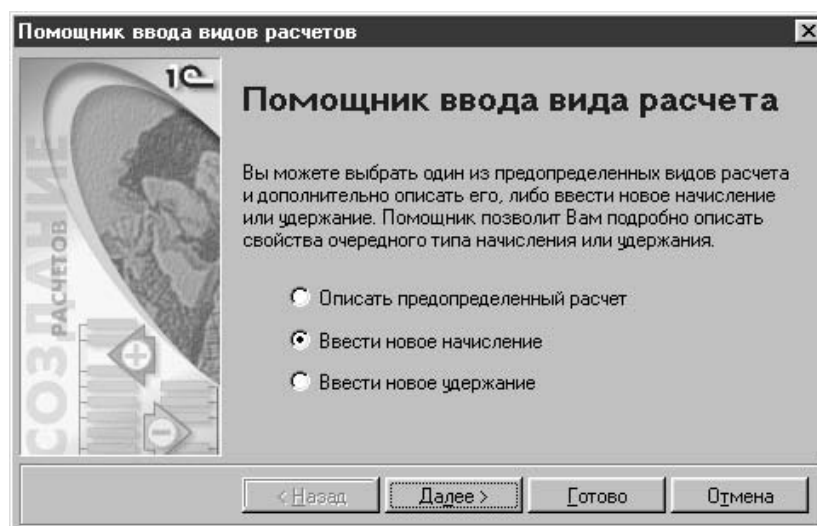 Помощник ввода видов расчетов
1С
СОЗДАНИЕ
РАСЧЕТОВ
Помощник ввода вида расчета
Вы можете выбрать один из предопределенных видов расчета
и дополнительно описать его, либо ввести новое начисление
или удержание. Помощник позволит Вам подробно описать
свойства очередного типа начисления или удержания.
Описать предопределенный расчет
Ввести новое начисление
Ввести новое удержание
< Назад
Далее >
Готово
Отмена